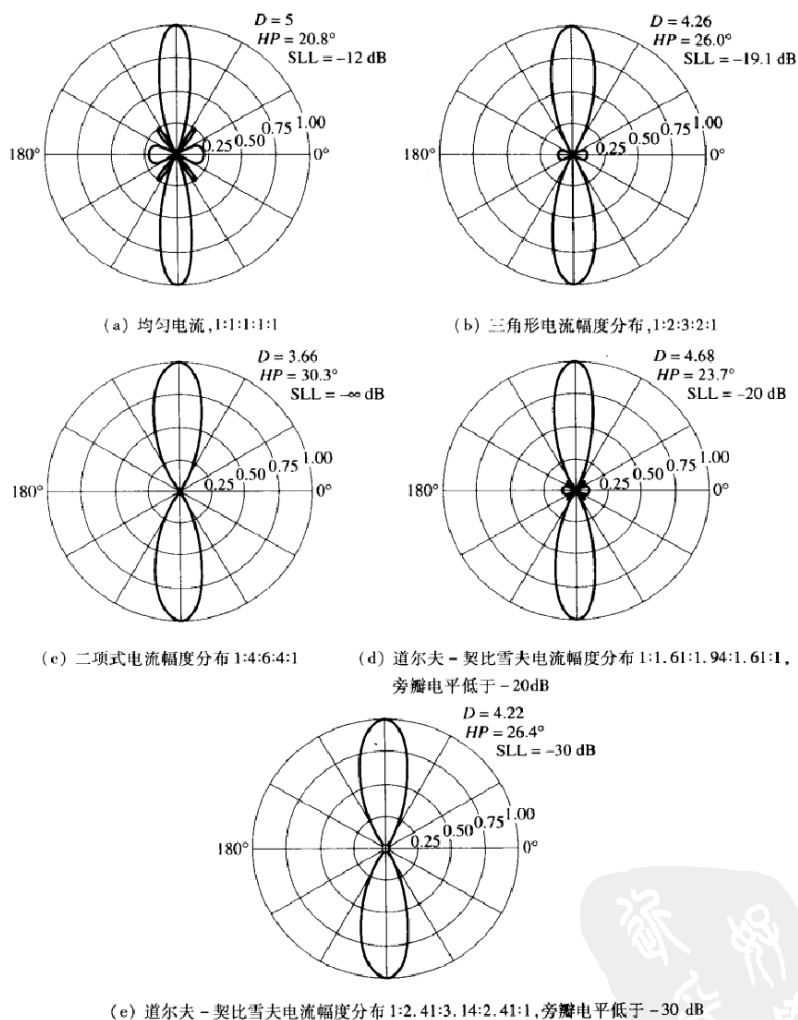 D = 5
HP = 20.8°
SLL = -12 dB
180°
0.25 0.50 0.75 1.00
0°
(a) 均匀电流,1:1:1:1:1
D = 4.26
HP = 26.0°
SLL = -19.1 dB
180°
0.25 0.50 0.75 1.00
0°
(b) 三角形电流幅度分布,1:2:3:2:1
D = 3.66
HP = 30.3°
SLL = -∞ dB
180°
0.25 0.50 0.75 1.00
0°
(c) 二项式电流幅度分布 1:4:6:4:1
D = 4.68
HP = 23.7°
SLL = -20 dB
180°
0.25 0.50 0.75 1.00
0°
(d) 道尔夫-契比雪夫电流幅度分布 1:1.61:1.94:1.61:1,
旁瓣电平低于-20dB
D = 4.22
HP = 26.4°
SLL = -30 dB
180°
0.25 0.50 0.75 1.00
0°
(e) 道尔夫-契比雪夫电流幅度分布 1:2.41:3.14:2.41:1,旁瓣电平低于-30 dB